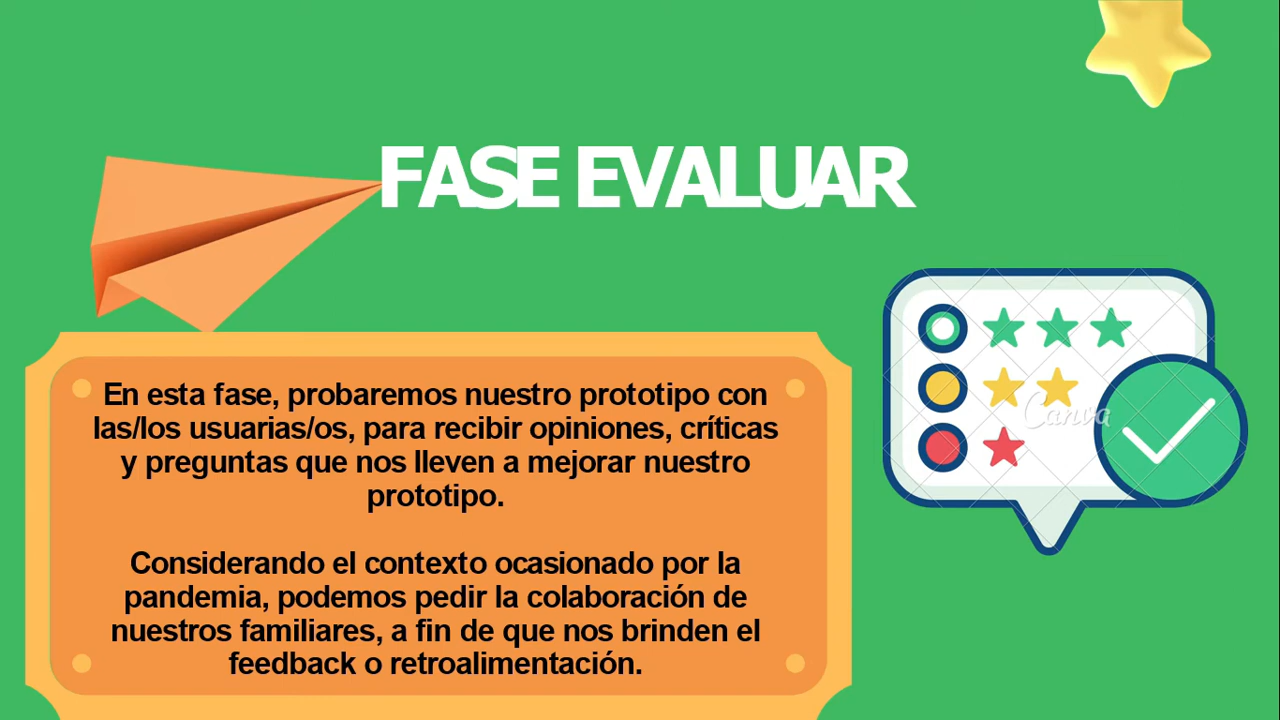 FASE EVALUAR
En esta fase, probaremos nuestro prototipo con
las/los usuarias/os, para recibir opiniones, críticas
y preguntas que nos lleven a mejorar nuestro
prototipo.
Considerando el contexto ocasionado por la
pandemia, podemos pedir la colaboración de
nuestros familiares, a fin de que nos brinden el
feedback o retroalimentación.
Canva